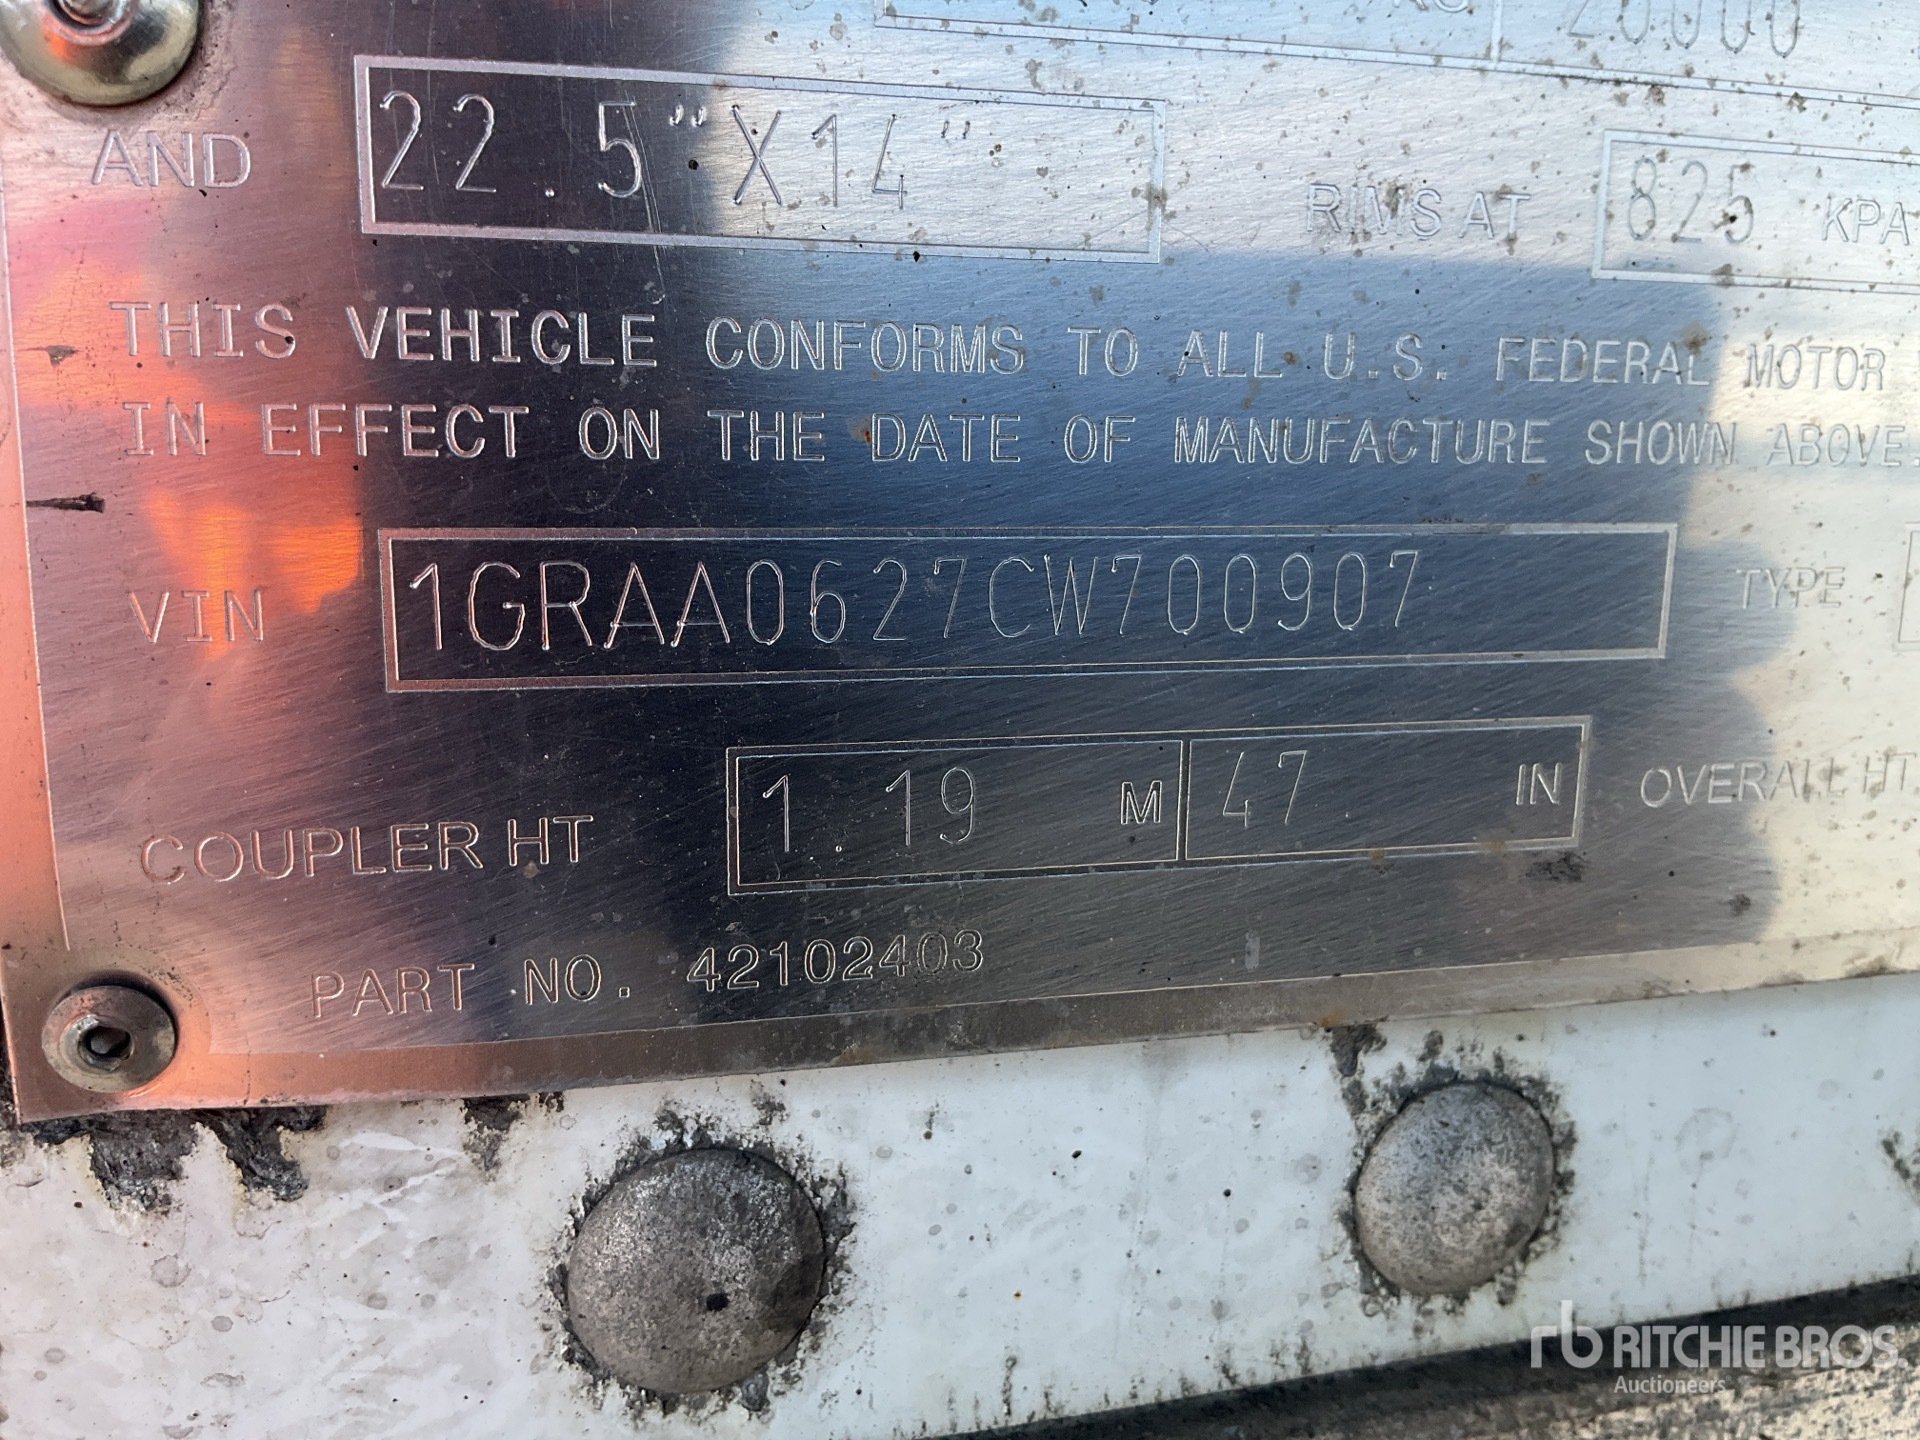 20000
AND 22.5"X14" RIMS AT 825 KPA
THIS VEHICLE CONFORMS TO ALL U.S. FEDERAL MOTOR
IN EFFECT ON THE DATE OF MANUFACTURE SHOWN ABOVE.
VIN 1GRAA0627CW700907 TYPE
COUPLER HT 1.19 M 47 IN OVERALL HT
PART NO. 42102403
rb RITCHIE BROS.
Auctioneers